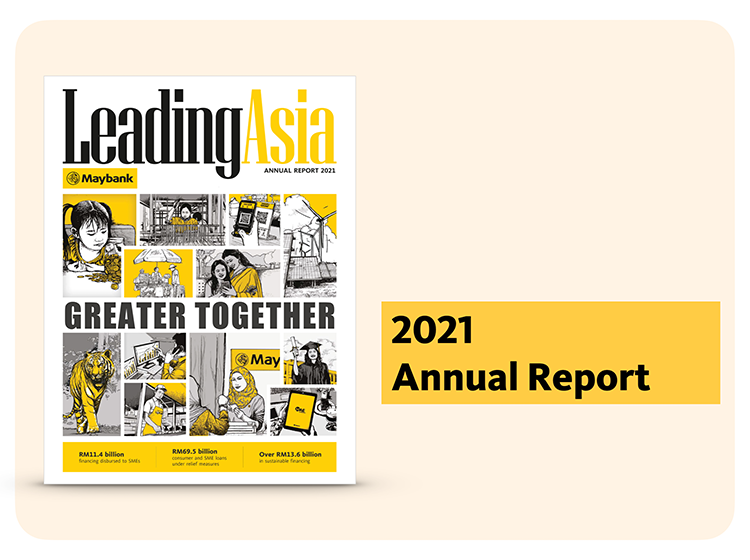 LeadingAsia
ANNUAL REPORT 2021
Maybank
GREATER TOGETHER
May
RM11.4 billion
financing disbursed to SMEs
RM69.5 billion
consumer and SME loans
under relief measures
Over RM13.6 billion
in sustainable financing
2021
Annual Report